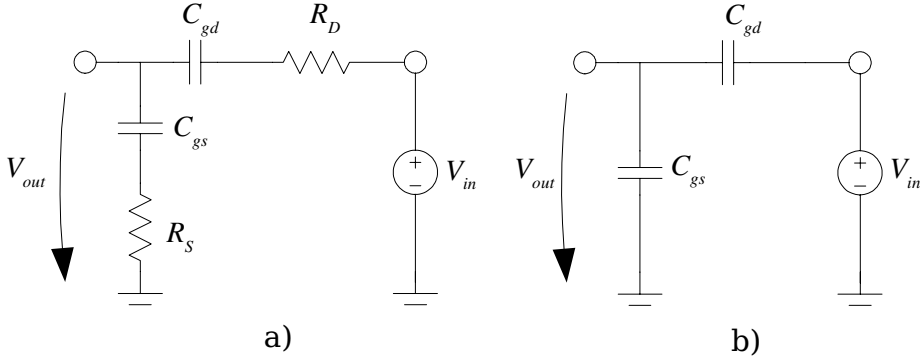 C_gd
R_D
C_gs
V_out
+
−
V_in
R_S
a)
C_gd
V_out
C_gs
+
−
V_in
b)